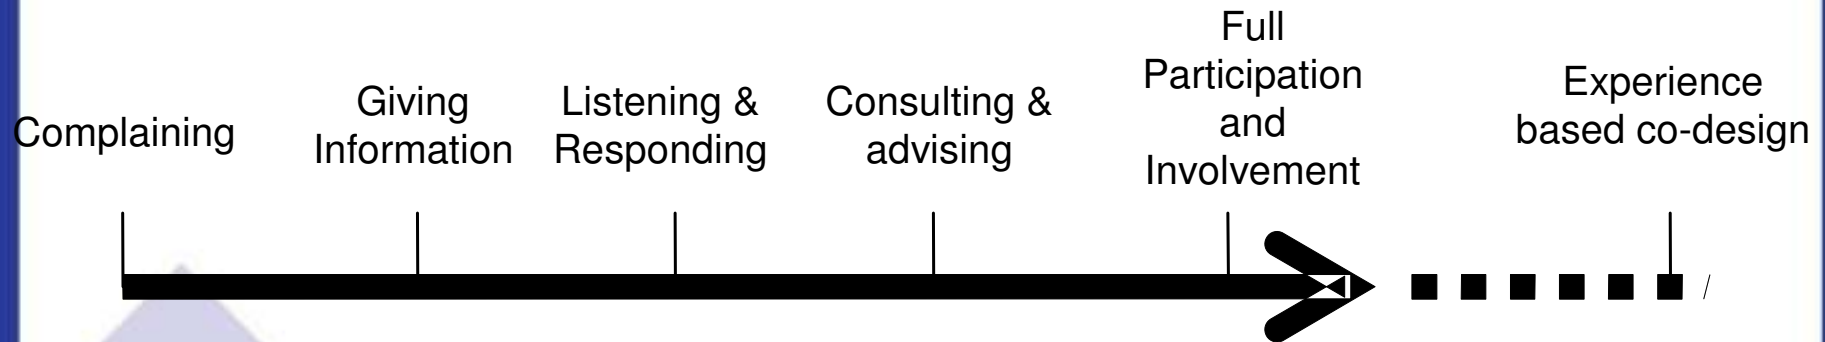 Complaining
Giving
Information
Listening &
Responding
Consulting &
advising
Full
Participation
and
Involvement
Experience
based co-design